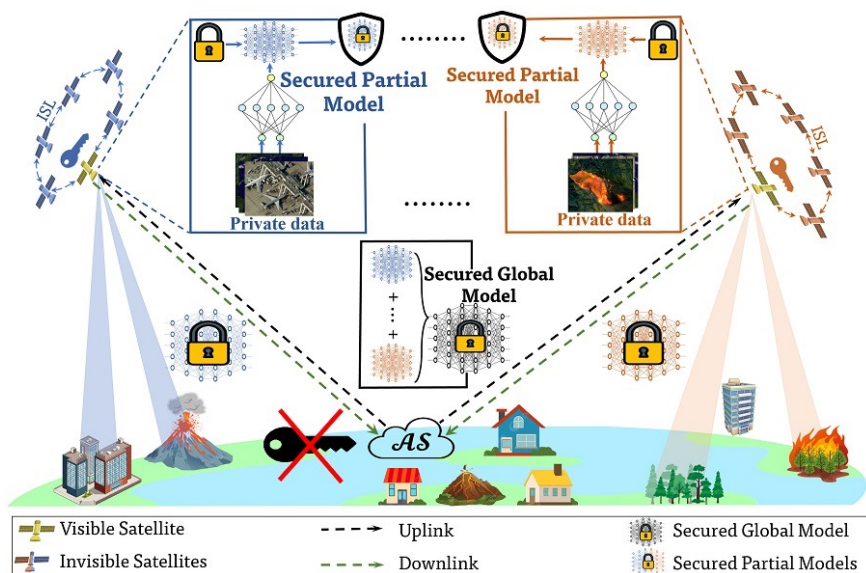 Secured Partial
Model
Secured Partial
Model
ISL
ISL
Private data
Private data
Secured Global
Model
AS
Visible Satellite
Uplink
Secured Global Model
Invisible Satellites
Downlink
Secured Partial Models